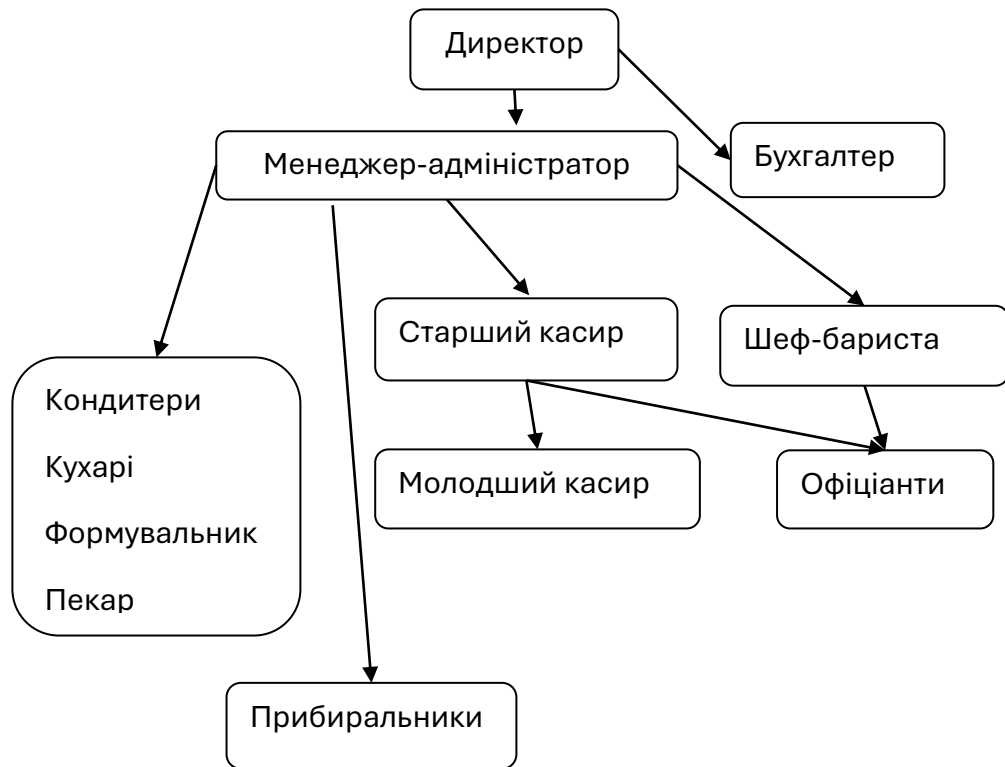 Директор
Менеджер-адміністратор
Бухгалтер
Старший касир
Шеф-бариста
Кондитери
Кухарі
Формувальник
Пекар
Молодший касир
Офіціанти
Прибиральники